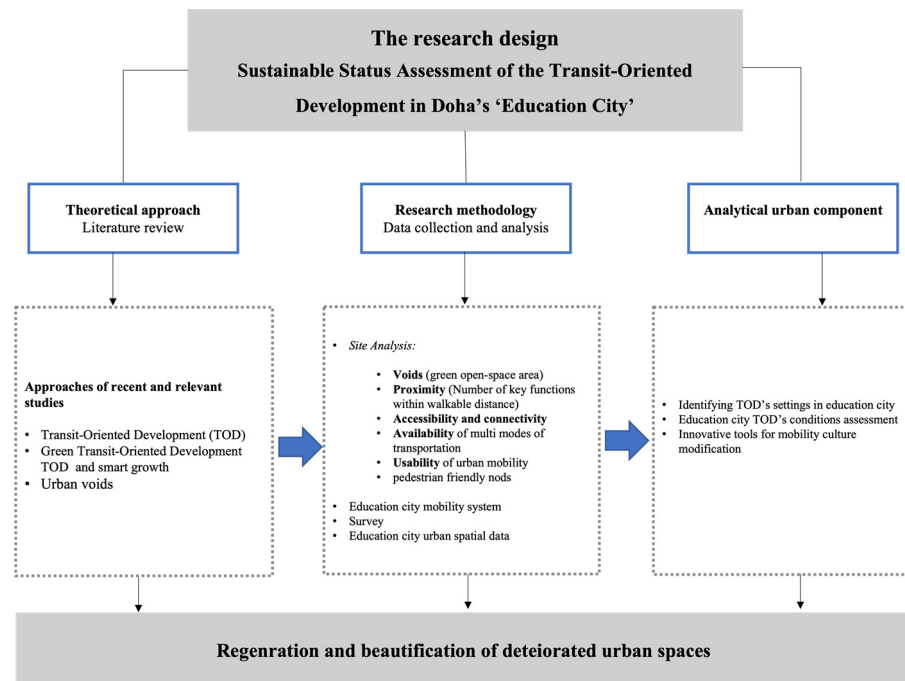 The research design
Sustainable Status Assessment of the Transit-Oriented
Development in Doha's 'Education City'
Theoretical approach
Literature review
Research methodology
Data collection and analysis
Analytical urban component
Approaches of recent and relevant
studies
• Transit-Oriented Development (TOD)
• Green Transit-Oriented Development
TOD and smart growth
• Urban voids
• Site Analysis:
• Voids (green open-space area)
• Proximity (Number of key functions
within walkable distance)
• Accessibility and connectivity
• Availability of multi modes of
transportation
• Usability of urban mobility
• pedestrian friendly nods
• Education city mobility system
• Survey
• Education city urban spatial data
• Identifying TOD's settings in education city
• Education city TOD's conditions assessment
• Innovative tools for mobility culture
modification
Regenration and beautification of deteiorated urban spaces